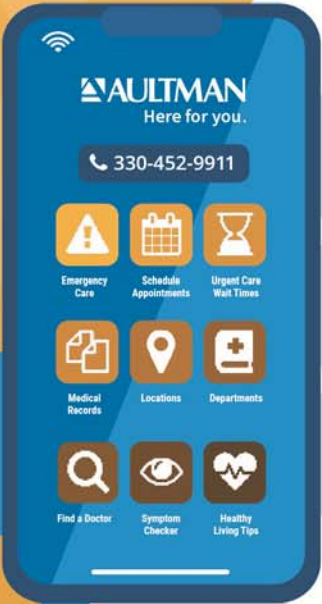 AULTMAN
Here for you.
330-452-9911
Emergency
Care
Schedule
Appointments
Urgent Care
Wait Times
Medical
Records
Locations
Departments
Find a Doctor
Symptom
Checker
Healthy
Living Tips